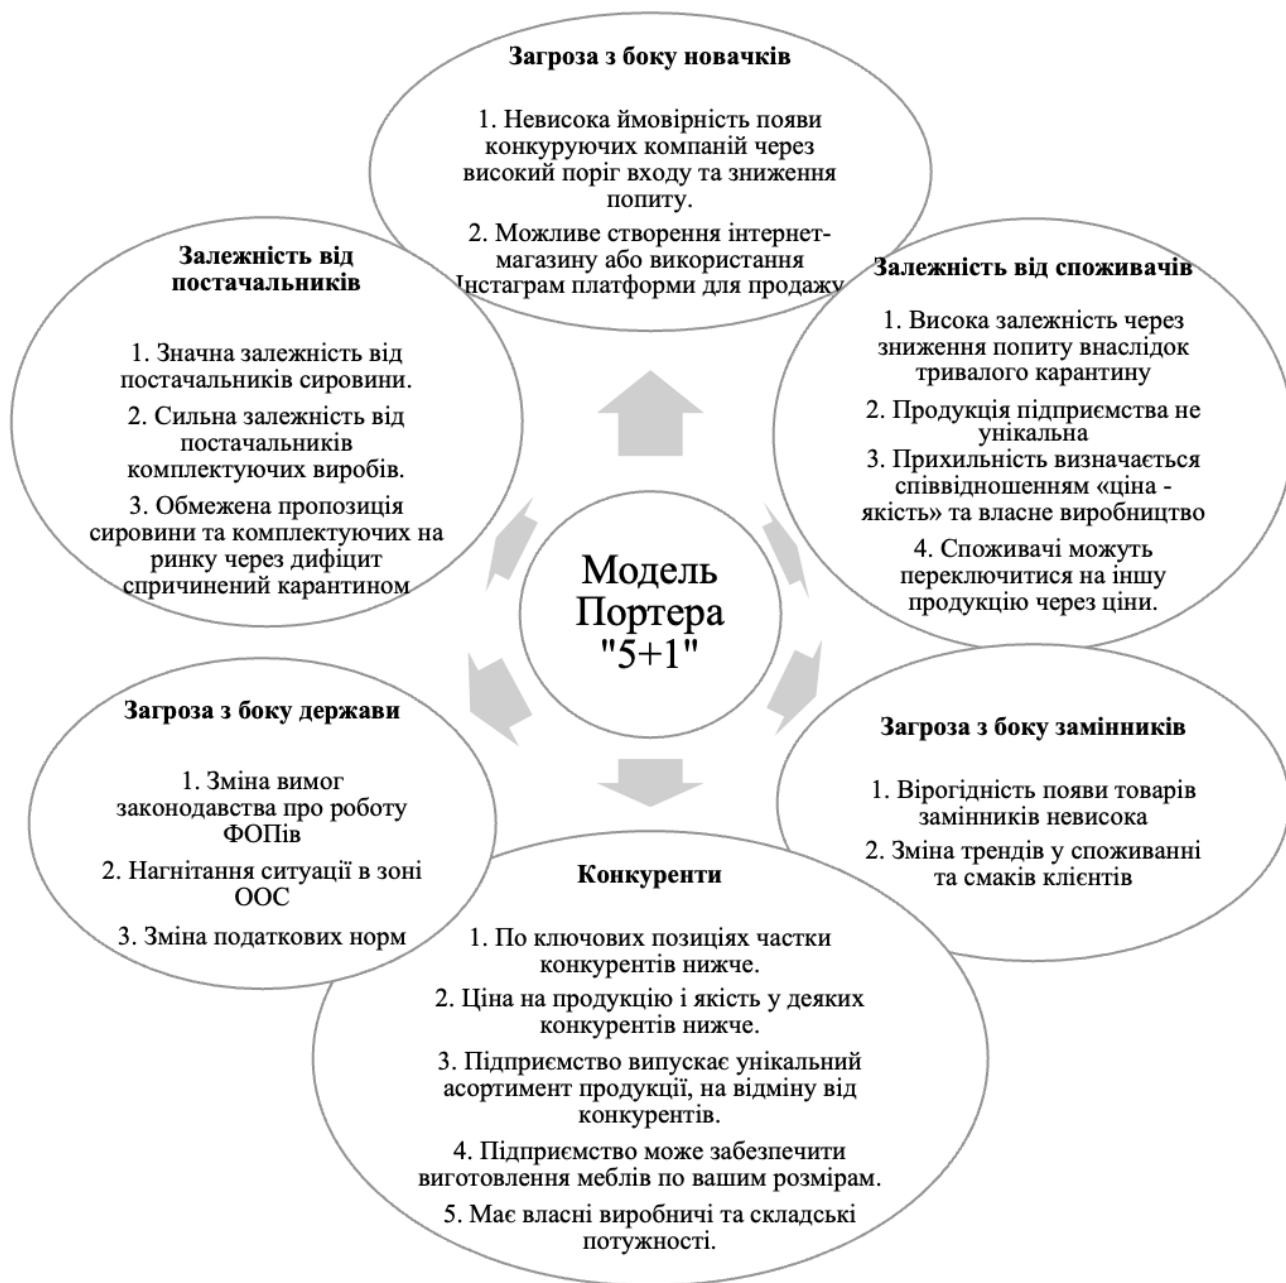 Загроза з боку новачків
1. Невисока ймовірність появи
конкуруючих компаній через
високий поріг входу та зниження
попиту.
2. Можливе створення інтернет-
магазину або використання
Інстаграм платформи для продажу
Залежність від
постачальників
1. Значна залежність від
постачальників сировини.
2. Сильна залежність від
постачальників
комплектуючих виробів.
3. Обмежена пропозиція
сировини та комплектуючих на
ринку через дифіцит
спричинений карантином
Залежність від споживачів
1. Висока залежність через
зниження попиту внаслідок
тривалого карантину
2. Продукція підприємства не
унікальна
3. Прихильність визначається
співвідношенням «ціна -
якість» та власне виробництво
4. Споживачі можуть
переключитися на іншу
продукцію через ціни.
Модель
Портера
"5+1"
Загроза з боку держави
1. Зміна вимог
законодавства про роботу
ФОПів
2. Нагнітання ситуації в зоні
ООС
3. Зміна податкових норм
Загроза з боку замінників
1. Вірогідність появи товарів
замінників невисока
2. Зміна трендів у споживанні
та смаків клієнтів
Конкуренти
1. По ключових позиціях частки
конкурентів нижче.
2. Ціна на продукцію і якість у деяких
конкурентів нижче.
3. Підприємство випускає унікальний
асортимент продукції, на відміну від
конкурентів.
4. Підприємство може забезпечити
виготовлення меблів по вашим розмірам.
5. Має власні виробничі та складські
потужності.